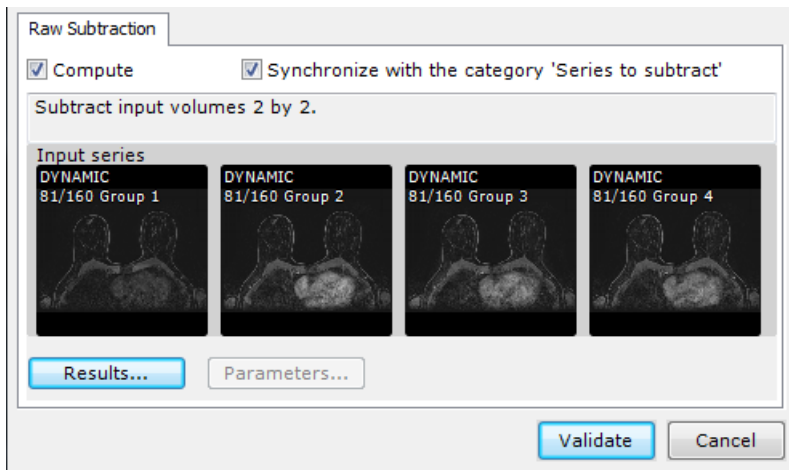 Raw Subtraction
Compute
Synchronize with the category 'Series to subtract'
Subtract input volumes 2 by 2.
Input series
DYNAMIC
81/160 Group 1
DYNAMIC
81/160 Group 2
DYNAMIC
81/160 Group 3
DYNAMIC
81/160 Group 4
Results...
Parameters...
Validate
Cancel